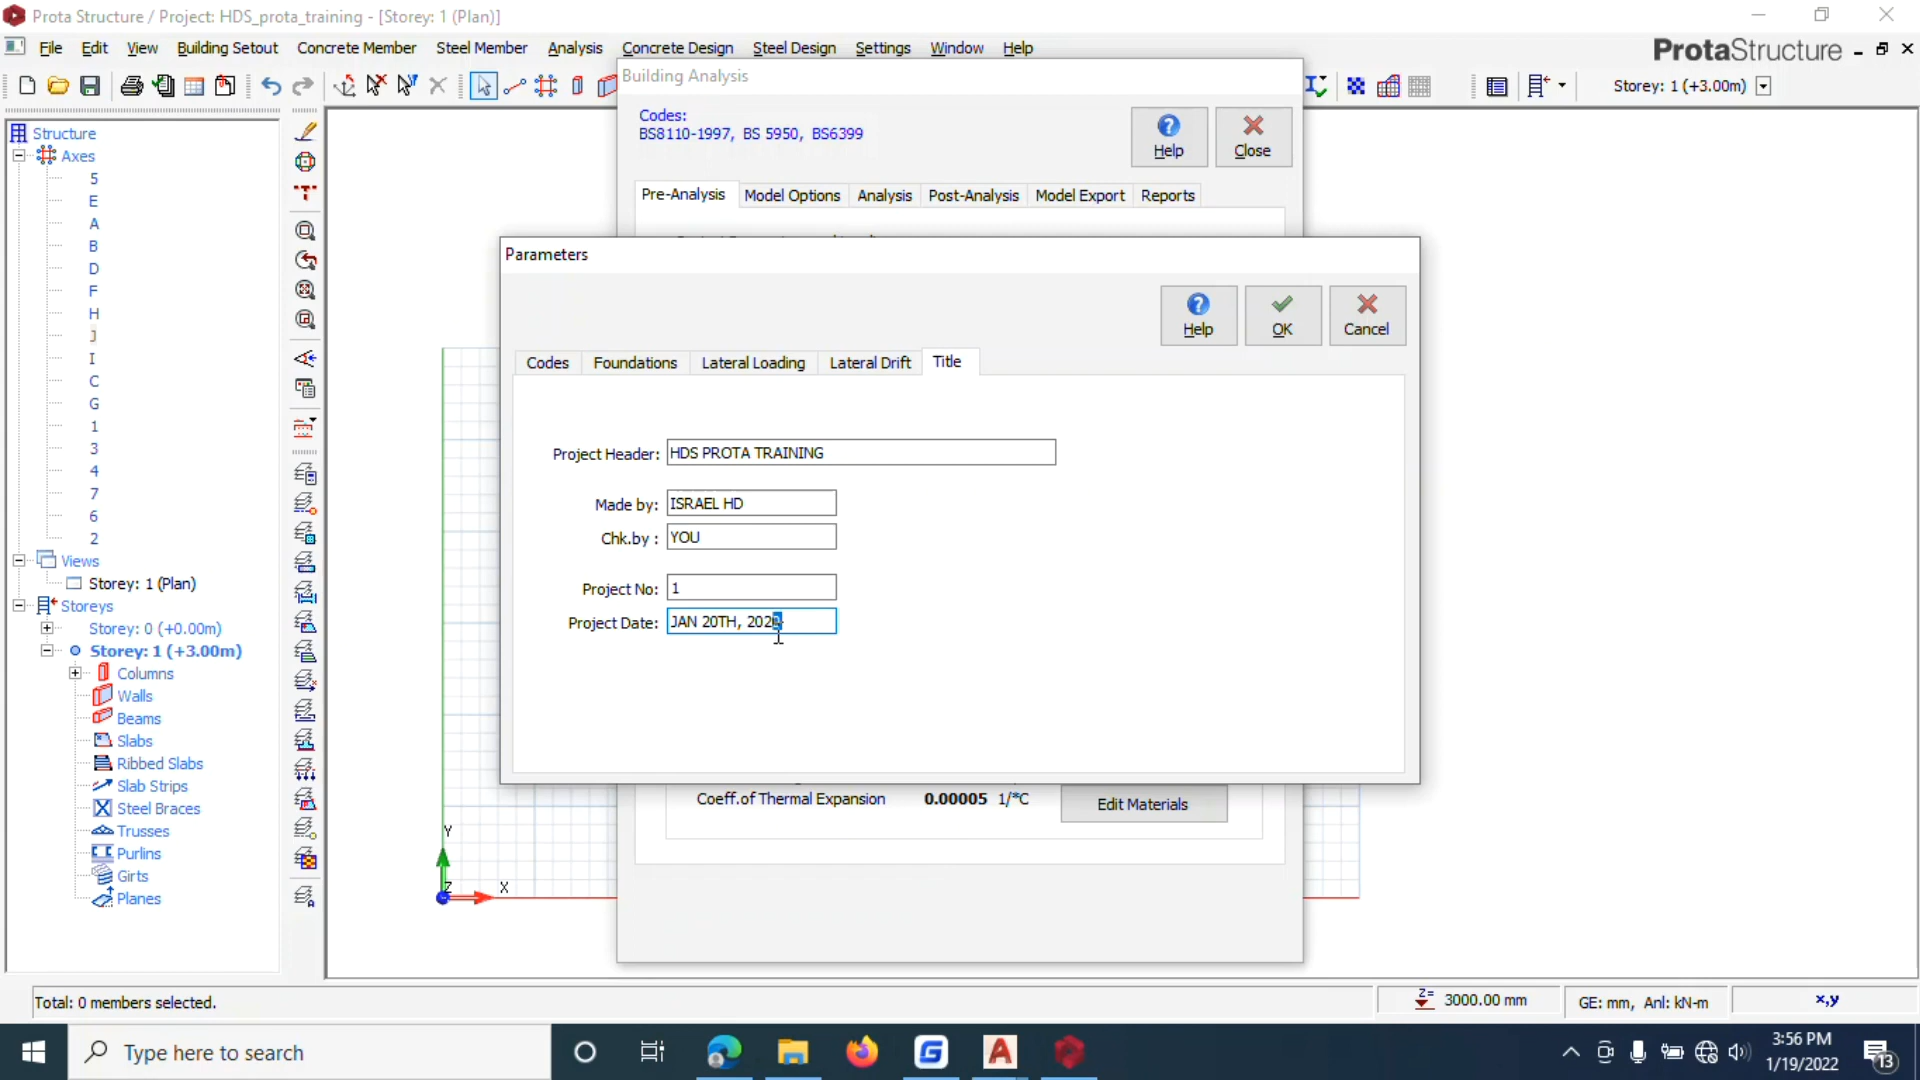 Prota Structure / Project: HDS_prota_training - [Storey: 1 (Plan)]
File Edit View Building Setout Concrete Member Steel Member Analysis Concrete Design Steel Design Settings Window Help
ProtaStructure
Storey: 1 (+3.00m)
Building Analysis
Codes:
BS8110-1997, BS 5950, BS6399
Help
Close
Pre-Analysis Model Options Analysis Post-Analysis Model Export Reports
Parameters
Help
OK
Cancel
Codes Foundations Lateral Loading Lateral Drift Title
Project Header: HDS PROTA TRAINING
Made by: ISRAEL HD
Chk.by : YOU
Project No: 1
Project Date: JAN 20TH, 202
Coeff.of Thermal Expansion 0.00005 1/*C
Edit Materials
Structure
Axes
5
E
A
B
D
F
H
J
I
C
G
1
3
4
7
6
2
Views
Storey: 1 (Plan)
Storeys
Storey: 0 (+0.00m)
Storey: 1 (+3.00m)
Columns
Walls
Beams
Slabs
Ribbed Slabs
Slab Strips
Steel Braces
Trusses
Purlins
Girts
Planes
Y
Z
X
Total: 0 members selected.
Z= 3000.00 mm
GE: mm, Anl: kN-m
x,y
Type here to search
3:56 PM
1/19/2022
13